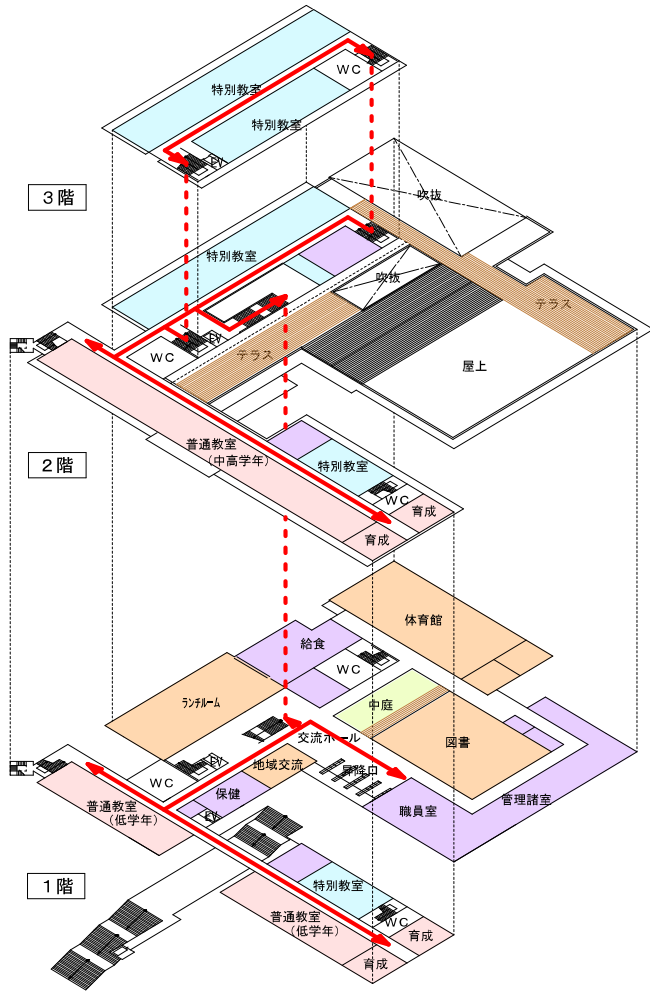 特別教室
WC
特別教室
EV
3階
吹抜
特別教室
吹抜
テラス
EV
WC
テラス
屋上
普通教室
(中高学年)
2階
特別教室
WC
育成
育成
体育館
給食
WC
ランチルーム
中庭
交流ホール
図書
地域交流
昇降口
EV
WC
保健
職員室
管理諸室
普通教室
(低学年)
EV
1階
特別教室
普通教室
(低学年)
WC
育成
育成